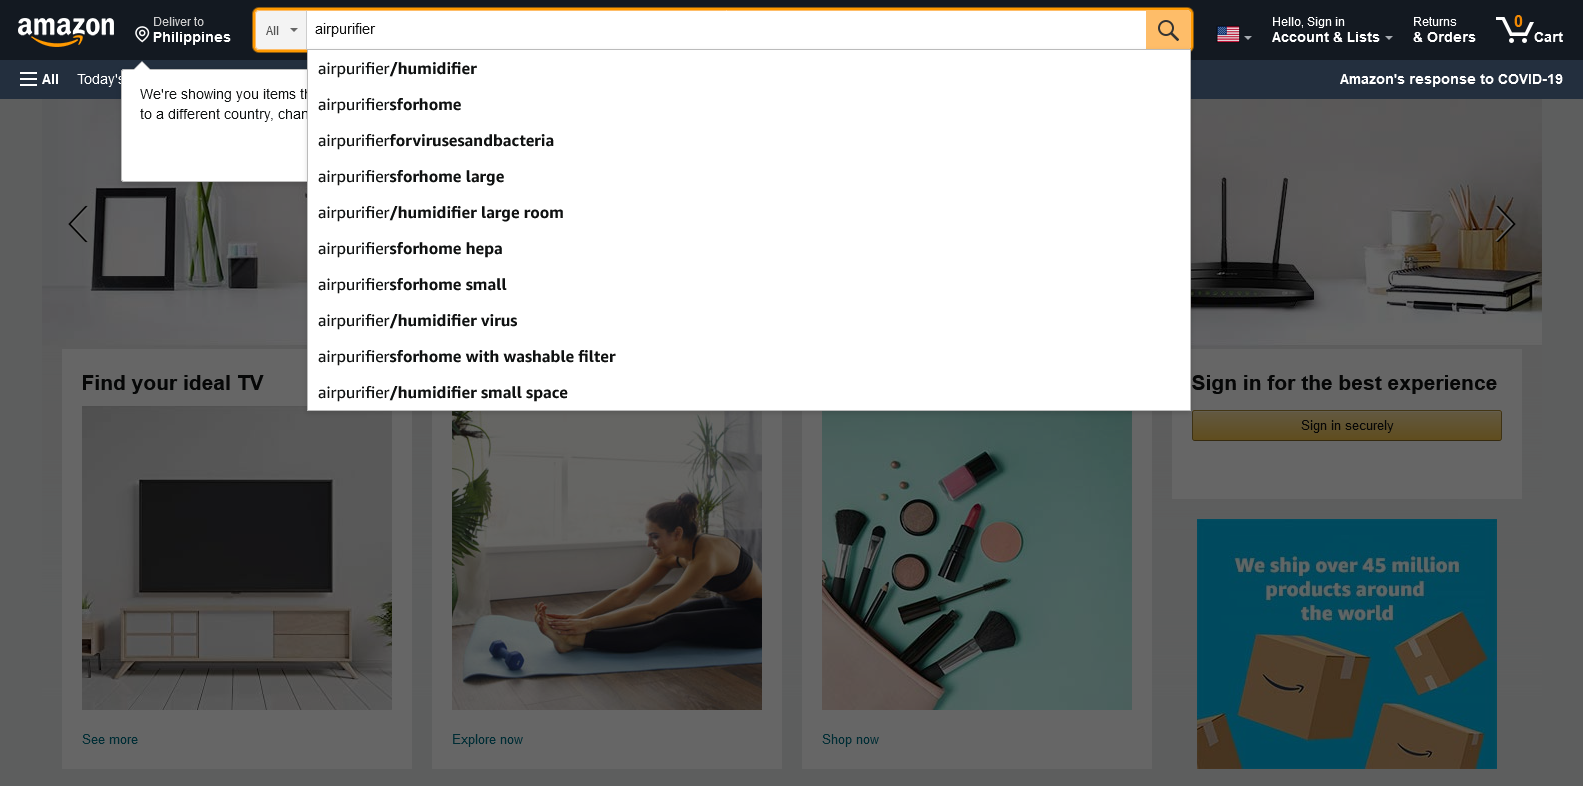 amazon
Deliver to
Philippines
All
airpurifier
Hello, Sign in
Account & Lists
Returns
& Orders
0
Cart
All
Today's
Amazon's response to COVID-19
We're showing you items th
to a different country, chan
airpurifier/humidifier
airpurifiersforhome
airpurifierforvirusesandbacteria
airpurifiersforhome large
airpurifier/humidifier large room
airpurifiersforhome hepa
airpurifiersforhome small
airpurifier/humidifier virus
airpurifiersforhome with washable filter
airpurifier/humidifier small space
Find your ideal TV
See more
Explore now
Shop now
Sign in for the best experience
Sign in securely
We ship over 45 million
products around
the world